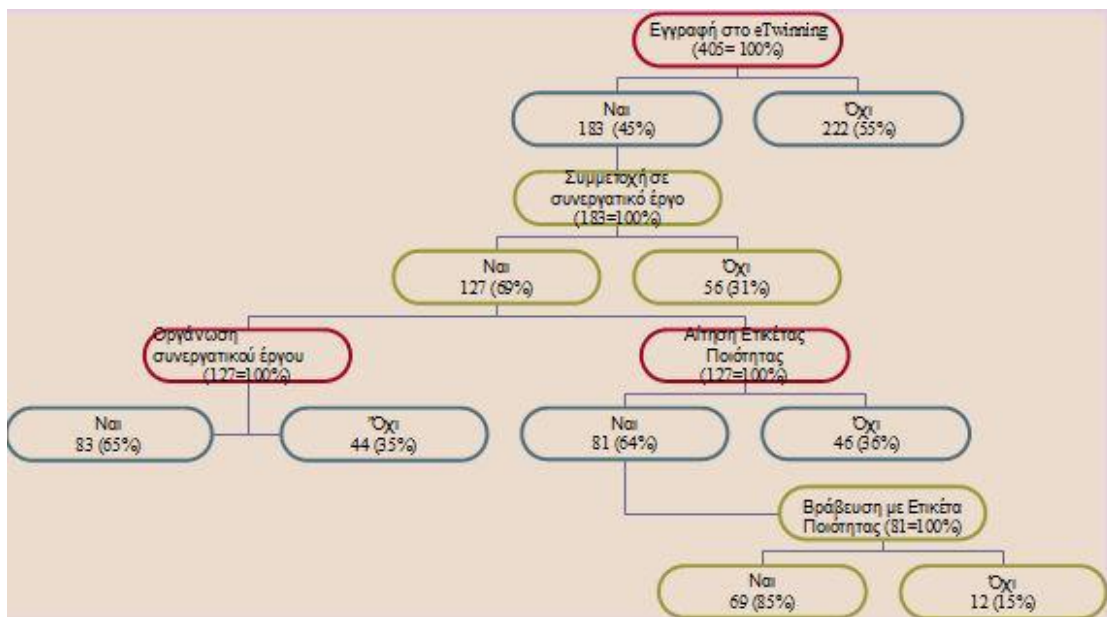 Εγγραφή στο eTwinning
(405= 100%)
Ναι
183 (45%)
Όχι
222 (55%)
Συμμετοχή σε
συνεργατικό έργο
(183=100%)
Ναι
127 (69%)
Όχι
56 (31%)
Οργάνωση
συνεργατικού έργου
(127=100%)
Αίτηση Ετικέτας
Ποιότητας
(127=100%)
Ναι
83 (65%)
Όχι
44 (35%)
Ναι
81 (64%)
Όχι
46 (36%)
Βράβευση με Ετικέτα
Ποιότητας (81=100%)
Ναι
69 (85%)
Όχι
12 (15%)